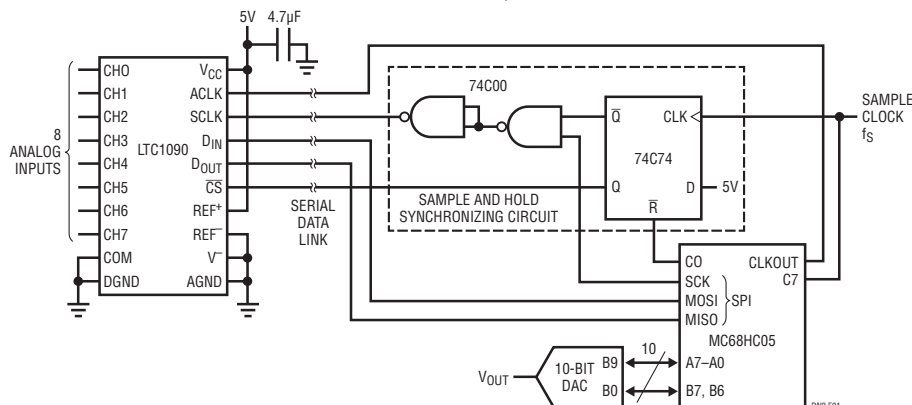 5V 4.7µF
CH0
CH1
CH2
CH3
CH4
CH5
CH6
CH7
COM
DGND
8
ANALOG
INPUTS
LTC1090
VCC
ACLK
SCLK
DIN
DOUT
C̅S̅
REF+
REF–
V–
AGND
SERIAL
DATA
LINK
74C00
SAMPLE AND HOLD
SYNCHRONIZING CIRCUIT
Q̅ CLK
74C74
Q D 5V
R̅
SAMPLE
CLOCK
fS
CO CLKOUT
SCK C7
MOSI SPI
MISO
MC68HC05
A7–A0
B7, B6
10
VOUT
10-BIT
DAC
B9
B0